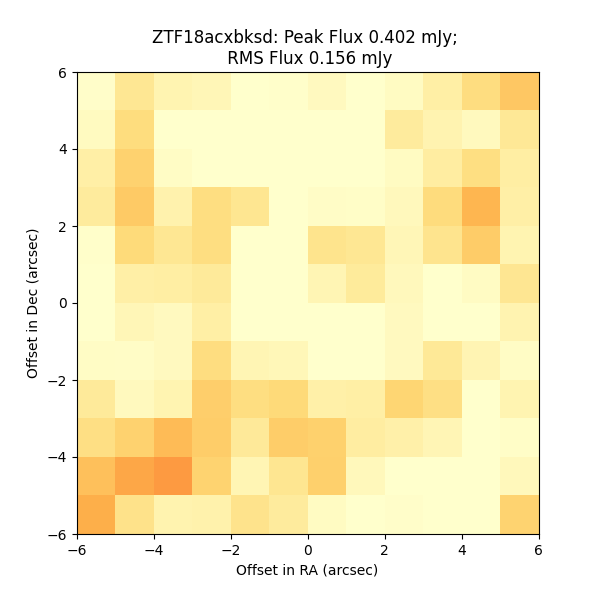 ZTF18acxbksd: Peak Flux 0.402 mJy;
RMS Flux 0.156 mJy
6
4
2
0
−2
−4
−6
Offset in Dec (arcsec)
−6 −4 −2 0 2 4 6
Offset in RA (arcsec)